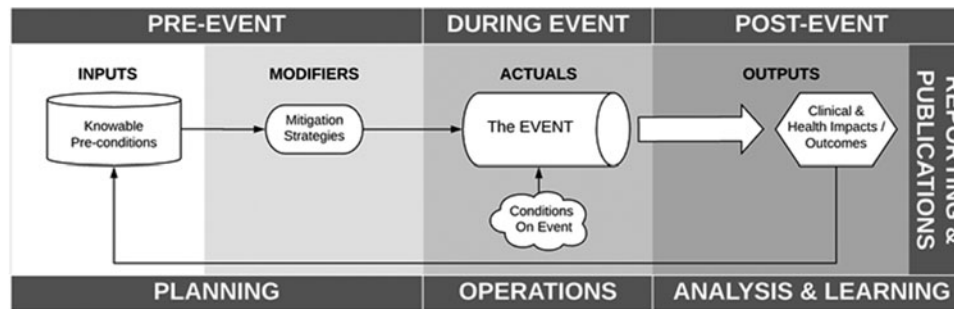 PRE-EVENT
DURING EVENT
POST-EVENT
INPUTS
MODIFIERS
ACTUALS
OUTPUTS
Knowable
Pre-conditions
Mitigation
Strategies
The EVENT
Clinical &
Health Impacts /
Outcomes
Conditions
On Event
REPORTING &
PUBLICATIONS
PLANNING
OPERATIONS
ANALYSIS & LEARNING